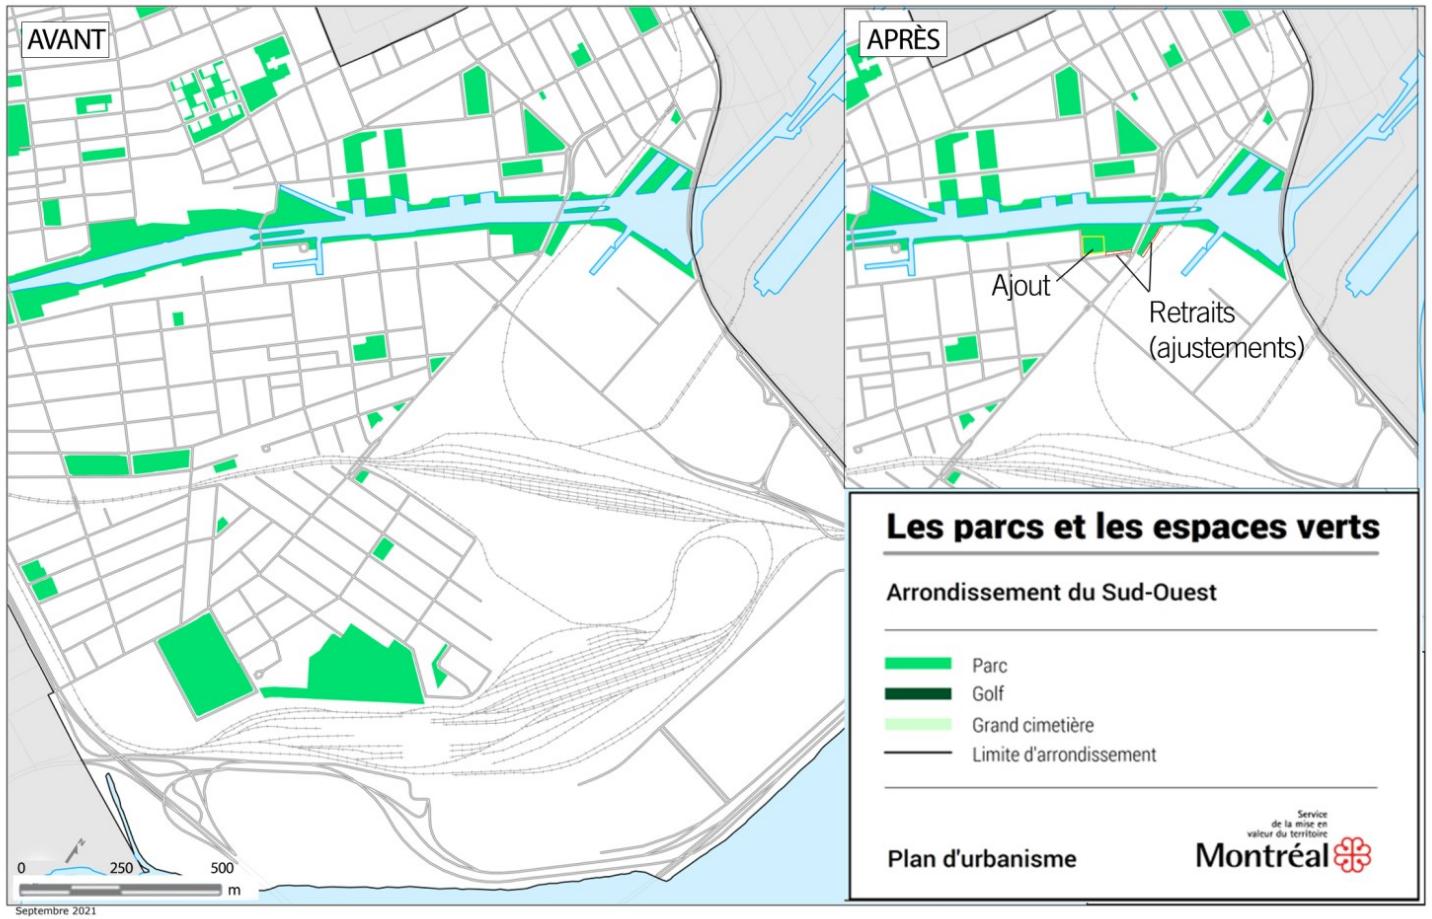 AVANT
APRÈS
Ajout
Retraits
(ajustements)
Les parcs et les espaces verts
Arrondissement du Sud-Ouest
Parc
Golf
Grand cimetière
Limite d'arrondissement
Service
de la mise en
valeur du territoire
Plan d'urbanisme
Montréal
N
0 250 500
m
Septembre 2021